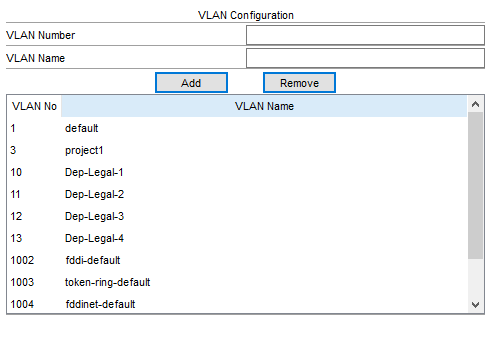 VLAN Configuration
VLAN Number
VLAN Name
Add Remove
VLAN No VLAN Name
1 default
3 project1
10 Dep-Legal-1
11 Dep-Legal-2
12 Dep-Legal-3
13 Dep-Legal-4
1002 fddi-default
1003 token-ring-default
1004 fddinet-default